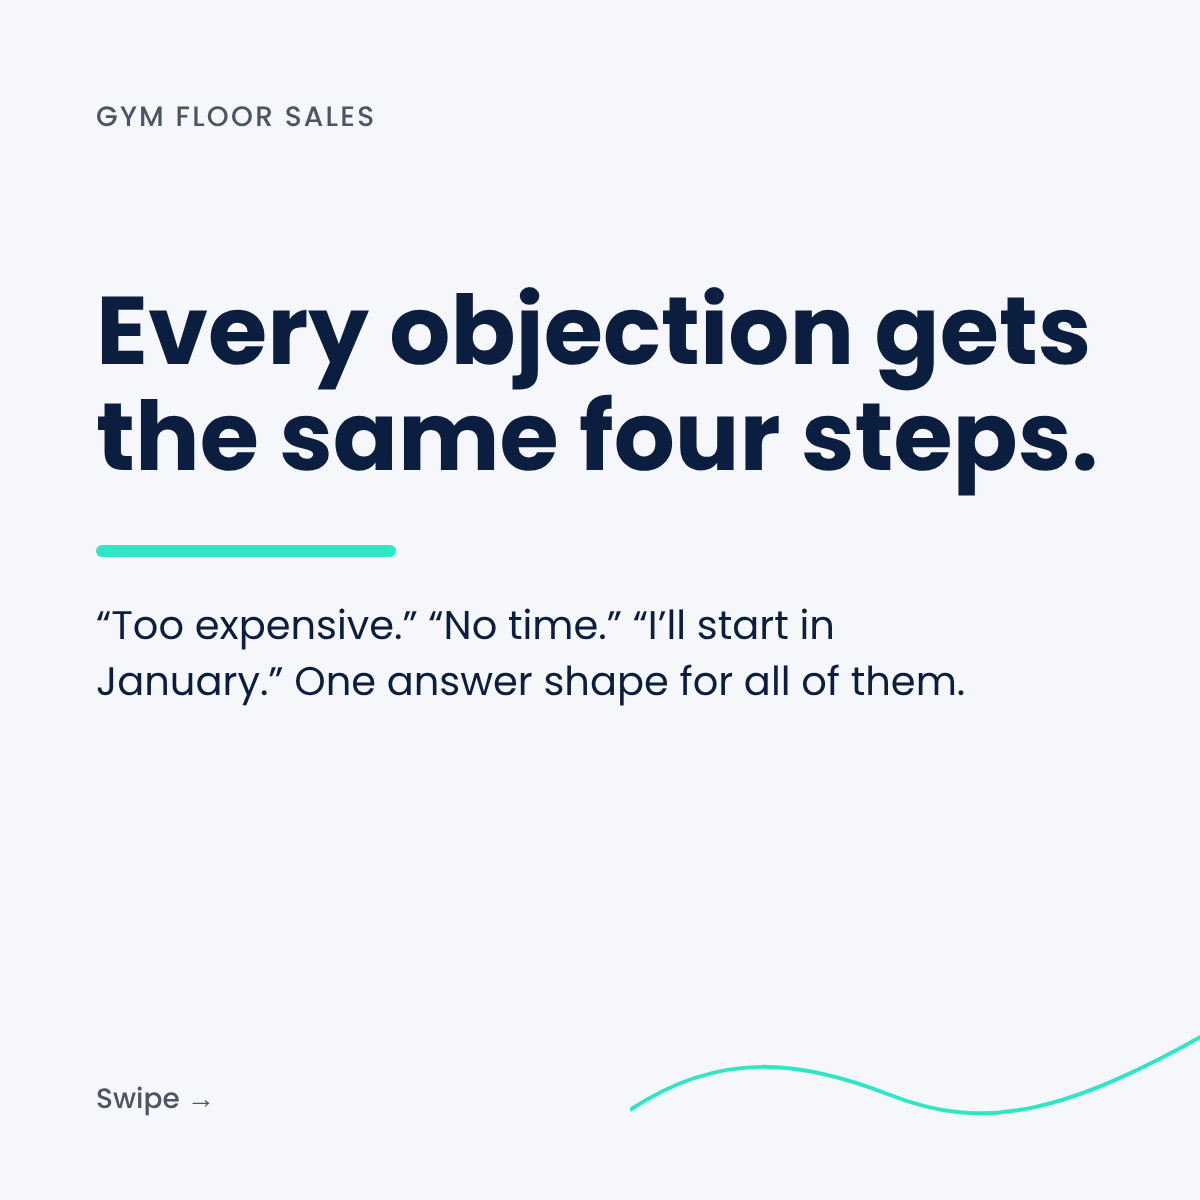 GYM FLOOR SALES
Every objection gets
the same four steps.
“Too expensive.” “No time.” “I’ll start in
January.” One answer shape for all of them.
Swipe →